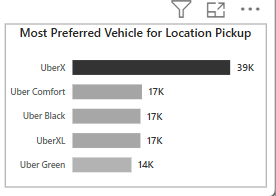 Most Preferred Vehicle for Location Pickup
UberX 39K
Uber Comfort 17K
Uber Black 17K
UberXL 17K
Uber Green 14K